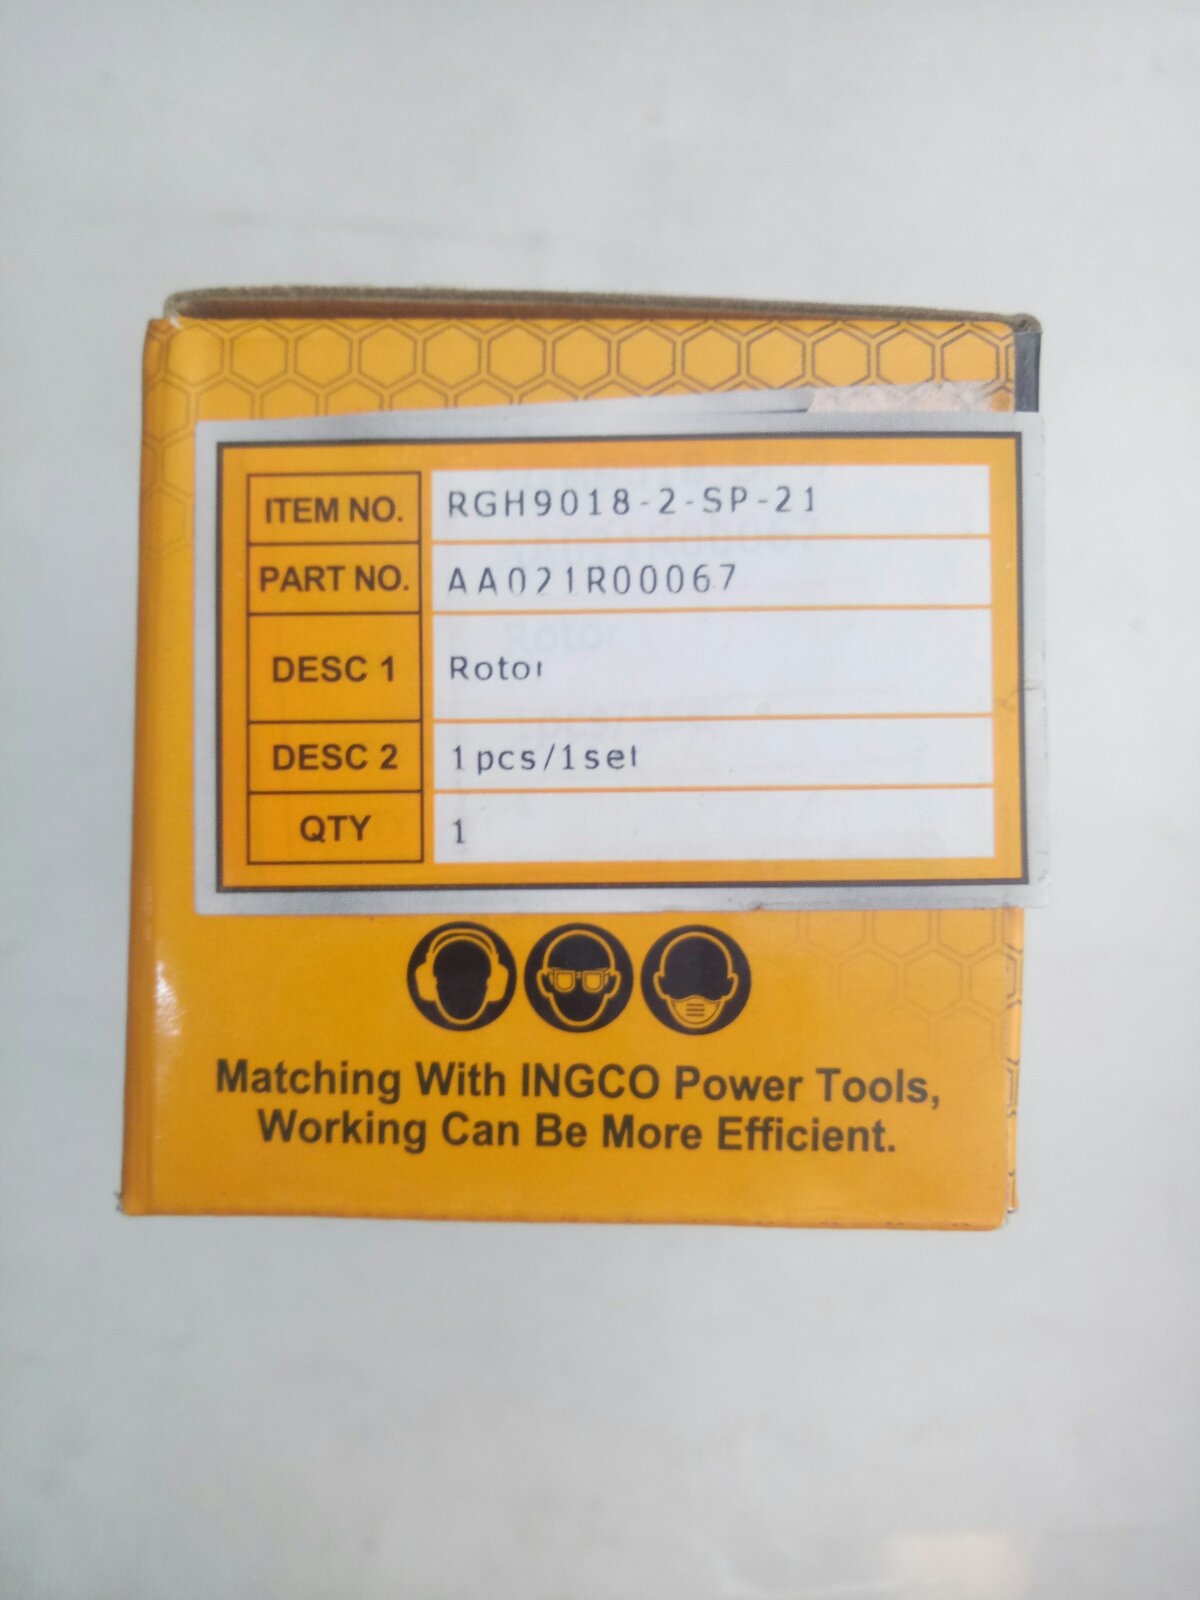 ITEM NO. RGH9018-2-SP-21
PART NO. AA021R00067
DESC 1 Rotor
DESC 2 1pcs/1set
QTY 1
Matching With INGCO Power Tools,
Working Can Be More Efficient.